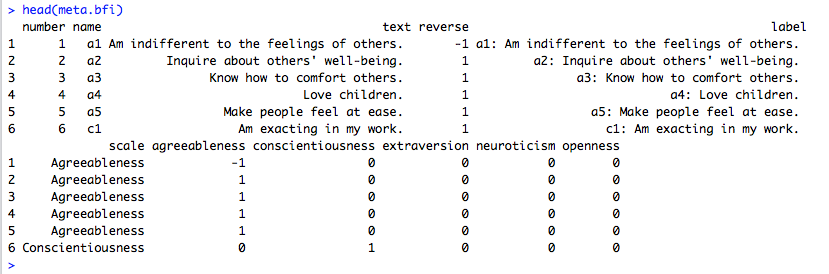 > head(meta.bfi)
number name text reverse label
1 1 a1 Am indifferent to the feelings of others. -1 a1: Am indifferent to the feelings of others.
2 2 a2 Inquire about others' well-being. 1 a2: Inquire about others' well-being.
3 3 a3 Know how to comfort others. 1 a3: Know how to comfort others.
4 4 a4 Love children. 1 a4: Love children.
5 5 a5 Make people feel at ease. 1 a5: Make people feel at ease.
6 6 c1 Am exacting in my work. 1 c1: Am exacting in my work.
scale agreeableness conscientiousness extraversion neuroticism openness
1 Agreeableness -1 0 0 0 0
2 Agreeableness 1 0 0 0 0
3 Agreeableness 1 0 0 0 0
4 Agreeableness 1 0 0 0 0
5 Agreeableness 1 0 0 0 0
6 Conscientiousness 0 1 0 0 0
>